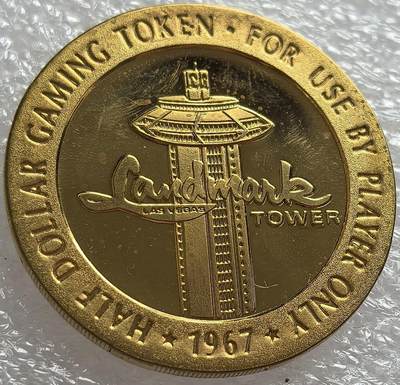 HALF DOLLAR GAMING TOKEN · FOR USE BY PLAYER ONLY
Landmark
LAS VEGAS
TOWER
★ 1967 ★